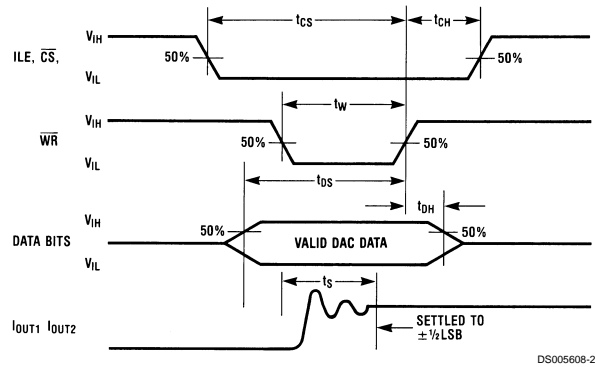 tCS
tCH
ILE, CS,
VIH
VIL
50%
50%
tW
WR
VIH
VIL
50%
50%
tDS
tDH
DATA BITS
VIH
VIL
50%
VALID DAC DATA
50%
tS
IOUT1 IOUT2
SETTLED TO
±½LSB
DS005608-2